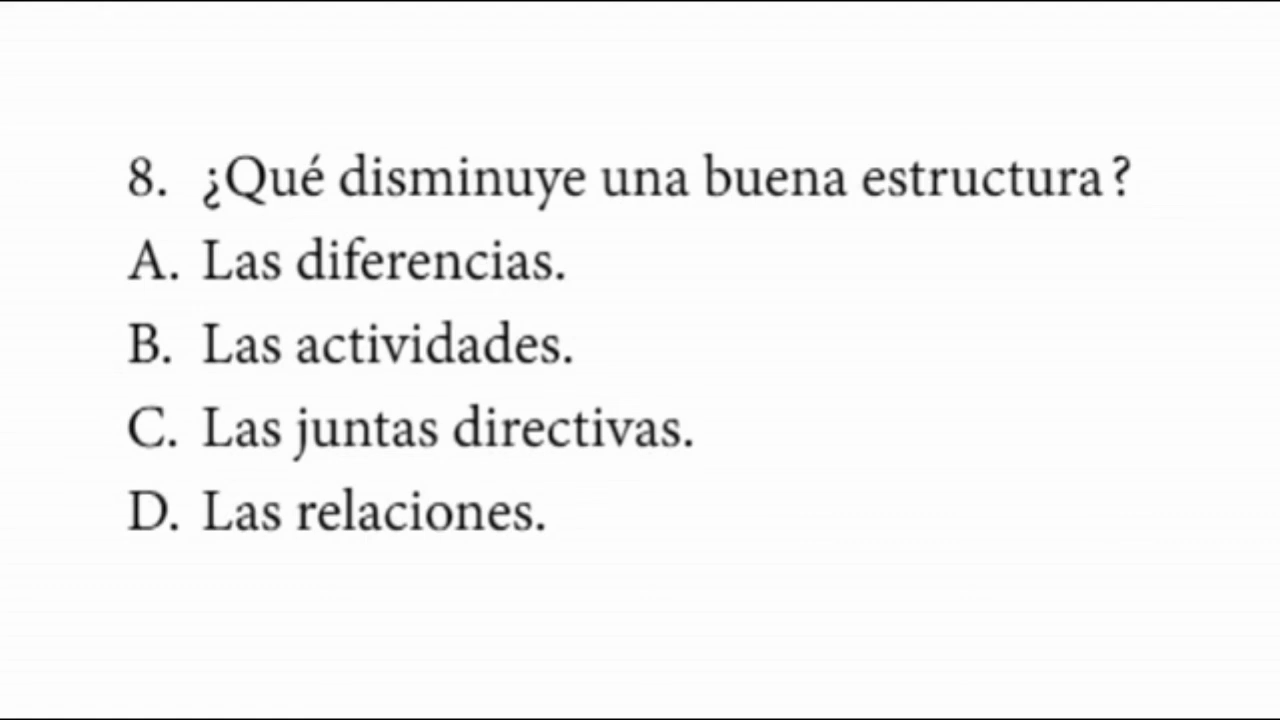 8. ¿Qué disminuye una buena estructura?
A. Las diferencias.
B. Las actividades.
C. Las juntas directivas.
D. Las relaciones.